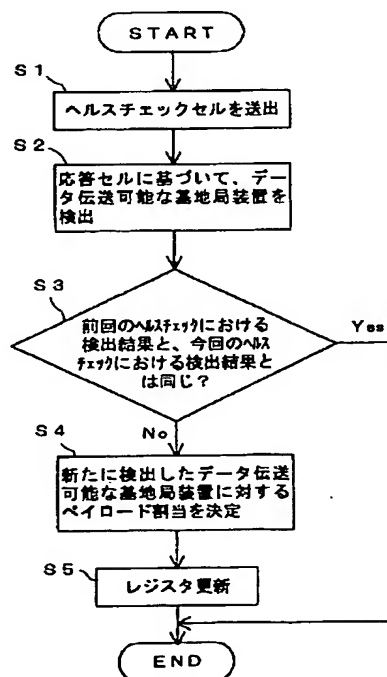 START
S1
ヘルスチェックセルを送出
S2
応答セルに基づいて、デー
タ伝送可能な基地局装置を
検出
S3
前回のヘルスチェックにおける
検出結果と、今回のヘルス
チェックにおける検出結果と
は同じ?
Yes
No
S4
新たに検出したデータ伝送
可能な基地局装置に対する
ペイロード割当を決定
S5
レジスタ更新
END